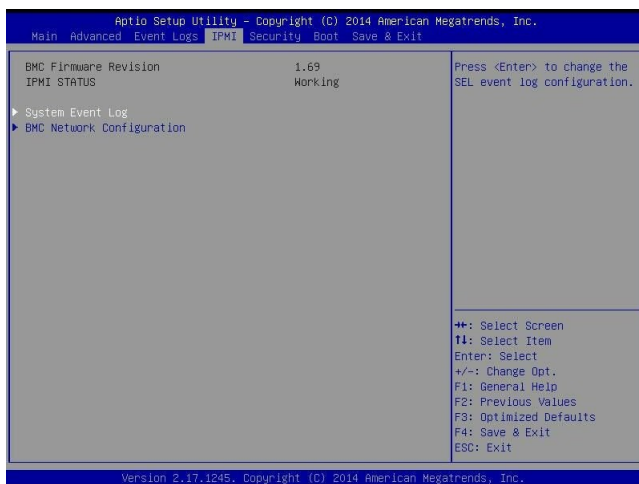 Aptio Setup Utility – Copyright (C) 2014 American Megatrends, Inc.
Main Advanced Event Logs IPMI Security Boot Save & Exit
BMC Firmware Revision 1.69
IPMI STATUS Working
System Event Log
BMC Network Configuration
Press <Enter> to change the
SEL event log configuration.
→←: Select Screen
↑↓: Select Item
Enter: Select
+/-: Change Opt.
F1: General Help
F2: Previous Values
F3: Optimized Defaults
F4: Save & Exit
ESC: Exit
Version 2.17.1245. Copyright (C) 2014 American Megatrends, Inc.